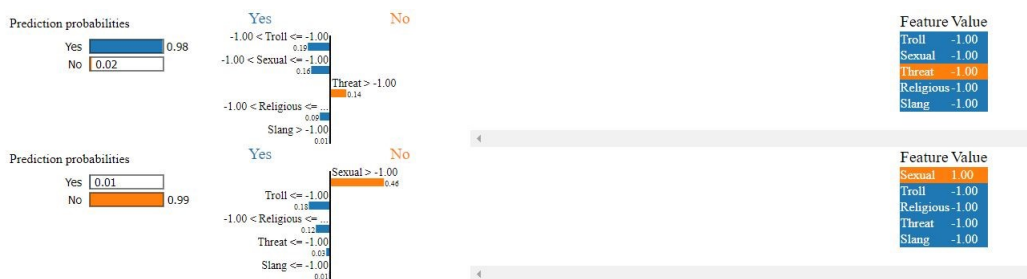 Prediction probabilities
Yes 0.98
No 0.02
Yes No
-1.00 < Troll <= -1.00
0.19
-1.00 < Sexual <= -1.00
0.16
Threat > -1.00
0.14
-1.00 < Religious <= ...
0.09
Slang > -1.00
0.01
Feature Value
Troll -1.00
Sexual -1.00
Threat -1.00
Religious -1.00
Slang -1.00
Prediction probabilities
Yes 0.01
No 0.99
Yes No
Sexual > -1.00
0.46
Troll <= -1.00
0.18
-1.00 < Religious <= ...
0.12
Threat <= -1.00
0.03
Slang <= -1.00
0.01
Feature Value
Sexual 1.00
Troll -1.00
Religious -1.00
Threat -1.00
Slang -1.00